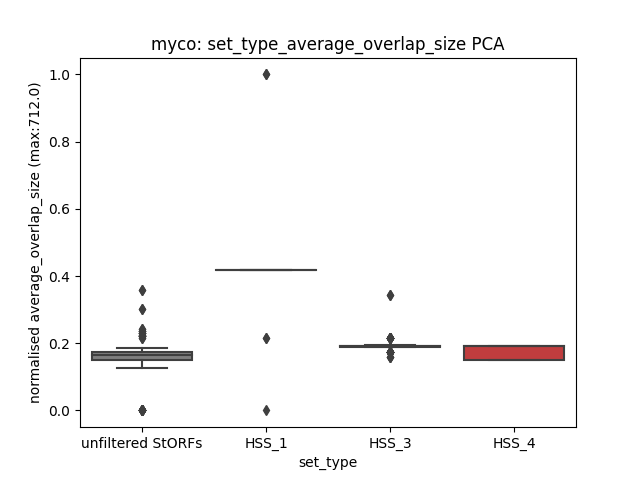 myco: set_type_average_overlap_size PCA
normalised average_overlap_size (max:712.0)
1.0
0.8
0.6
0.4
0.2
0.0
unfiltered StORFs HSS_1 HSS_3 HSS_4
set_type